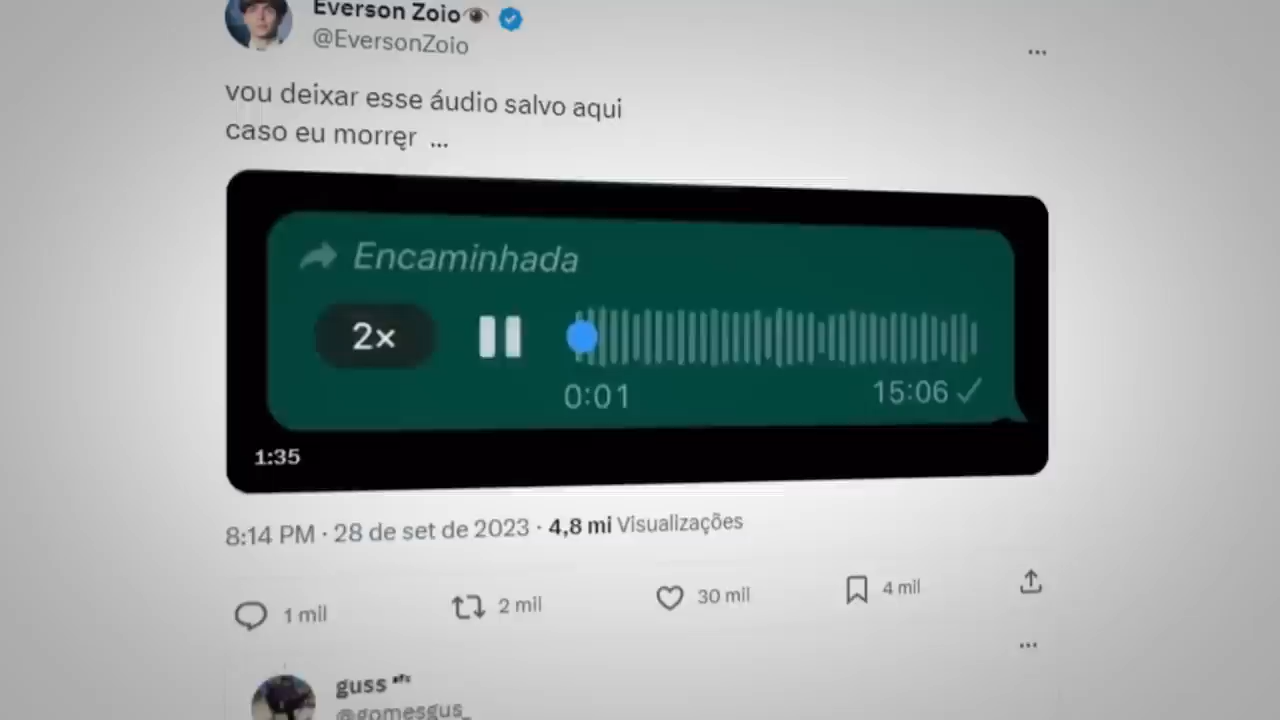 Everson Zoio👁
@EversonZoio
vou deixar esse áudio salvo aqui
caso eu morrer ...
Encaminhada
2×
0:01
15:06
1:35
8:14 PM · 28 de set de 2023 · 4,8 mi Visualizações
1 mil
2 mil
30 mil
4 mil
guss
@gomesgus_